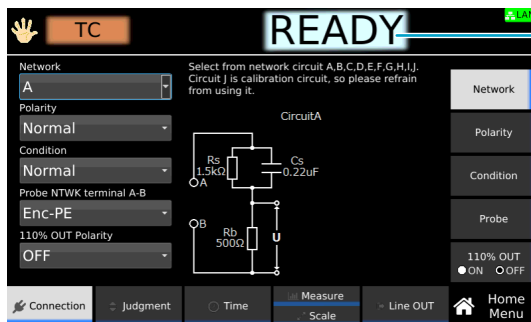 TC
READY
LAN
Network
A
Polarity
Normal
Condition
Normal
Probe NTWK terminal A-B
Enc-PE
110% OUT Polarity
OFF
Select from network circuit A,B,C,D,E,F,G,H,I,J.
Circuit J is calibration circuit, so please refrain
from using it.
CircuitA
Rs
1.5kΩ
Cs
0.22uF
A
B
Rb
500Ω
U
Network
Polarity
Condition
Probe
110% OUT
ON OFF
Connection
Judgment
Time
Measure
Scale
Line OUT
Home
Menu